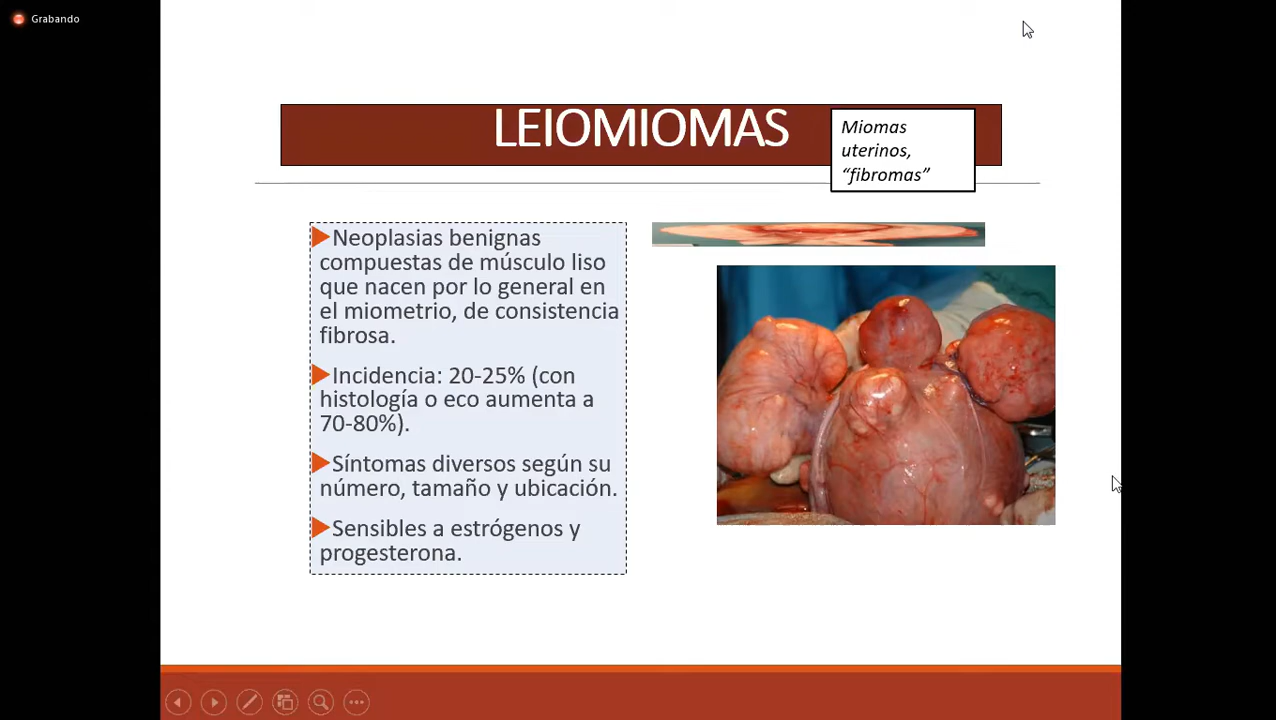 Grabando
LEIOMIOMAS
Miomas
uterinos,
“fibromas”
Neoplasias benignas
compuestas de músculo liso
que nacen por lo general en
el miometrio, de consistencia
fibrosa.
Incidencia: 20-25% (con
histología o eco aumenta a
70-80%).
Síntomas diversos según su
número, tamaño y ubicación.
Sensibles a estrógenos y
progesterona.